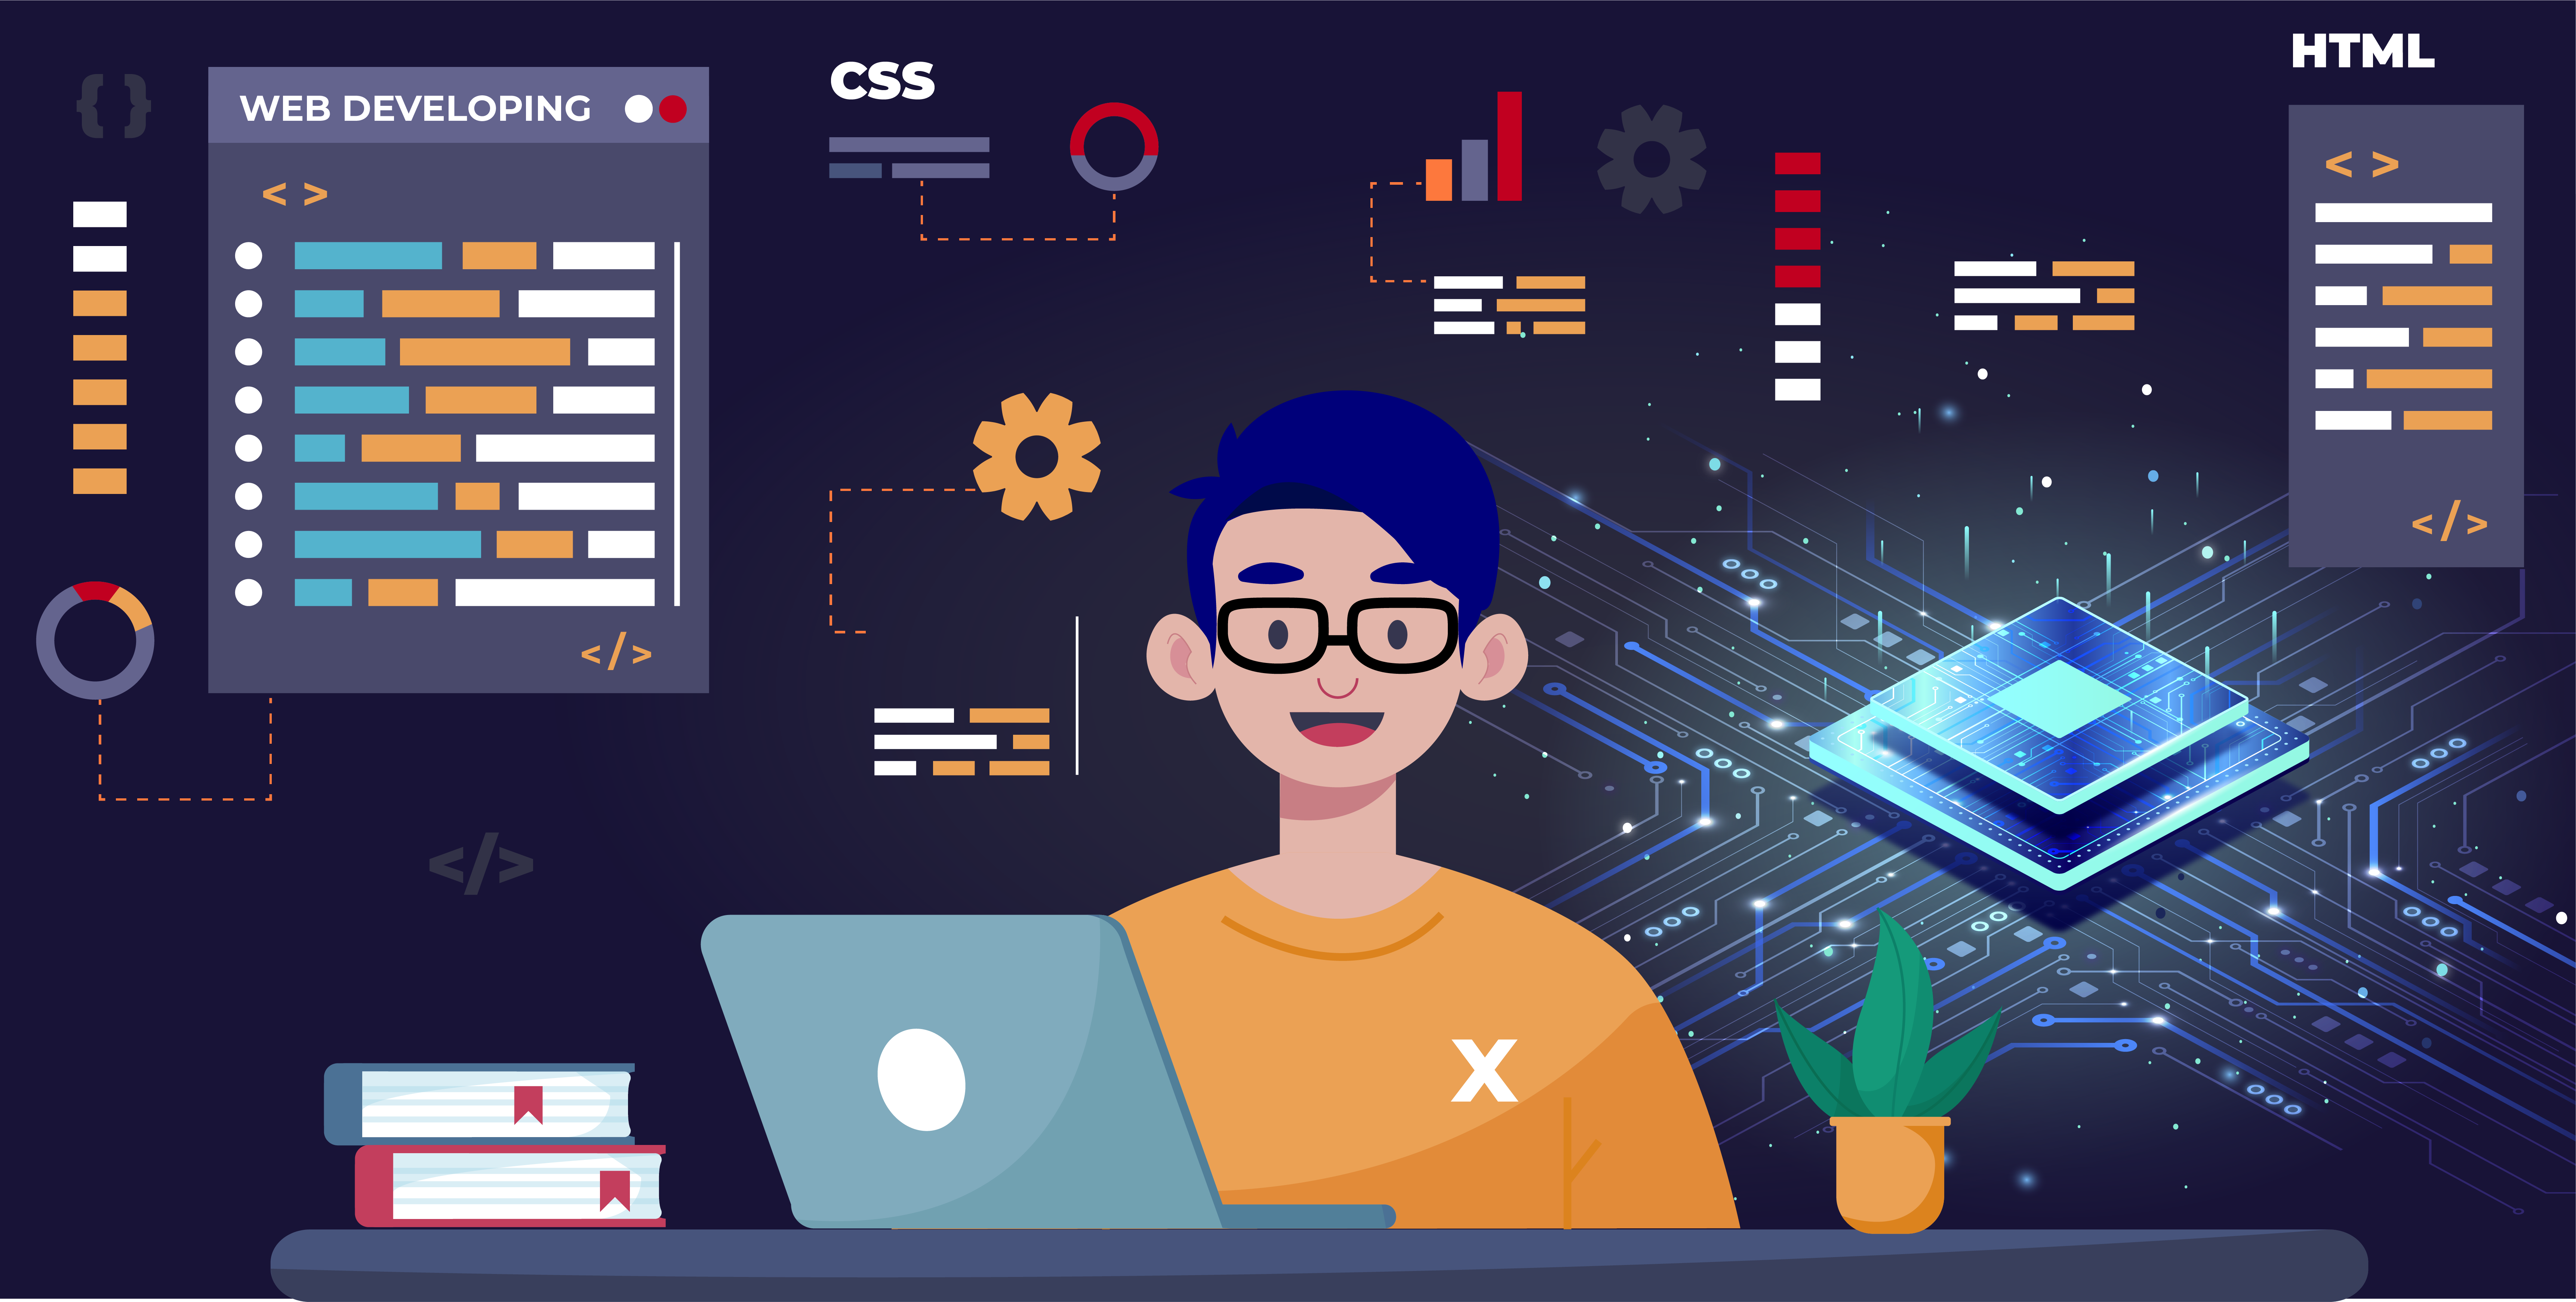 HTML
CSS
{ }
WEB DEVELOPING
< >
< >
</>
</>
</>
X